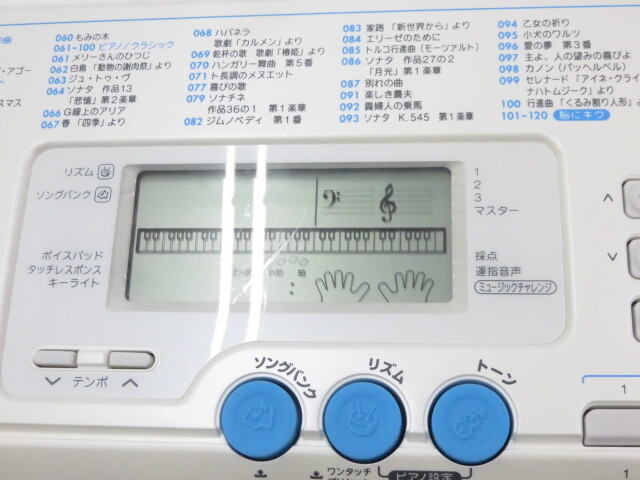 の曲
ア・アゴー
スマス
060 もみの木
061-100 ピアノ/クラシック
061 メリーさんのひつじ
062 白鳥「動物の謝肉祭」より
063 ジュ・トゥ・ヴ
064 ソナタ 作品13
「悲愴」第2楽章
066 G線上のアリア
067 春「四季」より
068 ハバネラ
歌劇「カルメン」より
069 乾杯の歌 歌劇「椿姫」より
070 ハンガリー舞曲 第5番
071 ト長調のメヌエット
077 喜びの歌
079 ソナチネ
作品36の1 第1楽章
082 ジムノペディ 第1番
083 家路「新世界から」より
084 エリーゼのために
085 トルコ行進曲(モーツァルト)
086 ソナタ 作品27の2
「月光」第1楽章
087 別れの曲
091 楽しき農夫
092 貴婦人の乗馬
093 ソナタ K.545 第1楽章
094 乙女の祈り
095 小犬のワルツ
096 愛の夢 第3番
097 主よ、人の望みの喜びよ
098 カノン(パッヘルベル)
099 セレナード「アイネ・クライ
ナハトムジーク」より
100 行進曲「くるみ割り人形」よ
101-120 脳にキク
リズム
ソングバンク
ボイスパッド
タッチレスポンス
キーライト
1
2
3
マスター
採点
運指音声
ミュージックチャレンジ
テンポ
ソングバンク
リズム
トーン
ワンタッチ
ピアノ設定
1
1